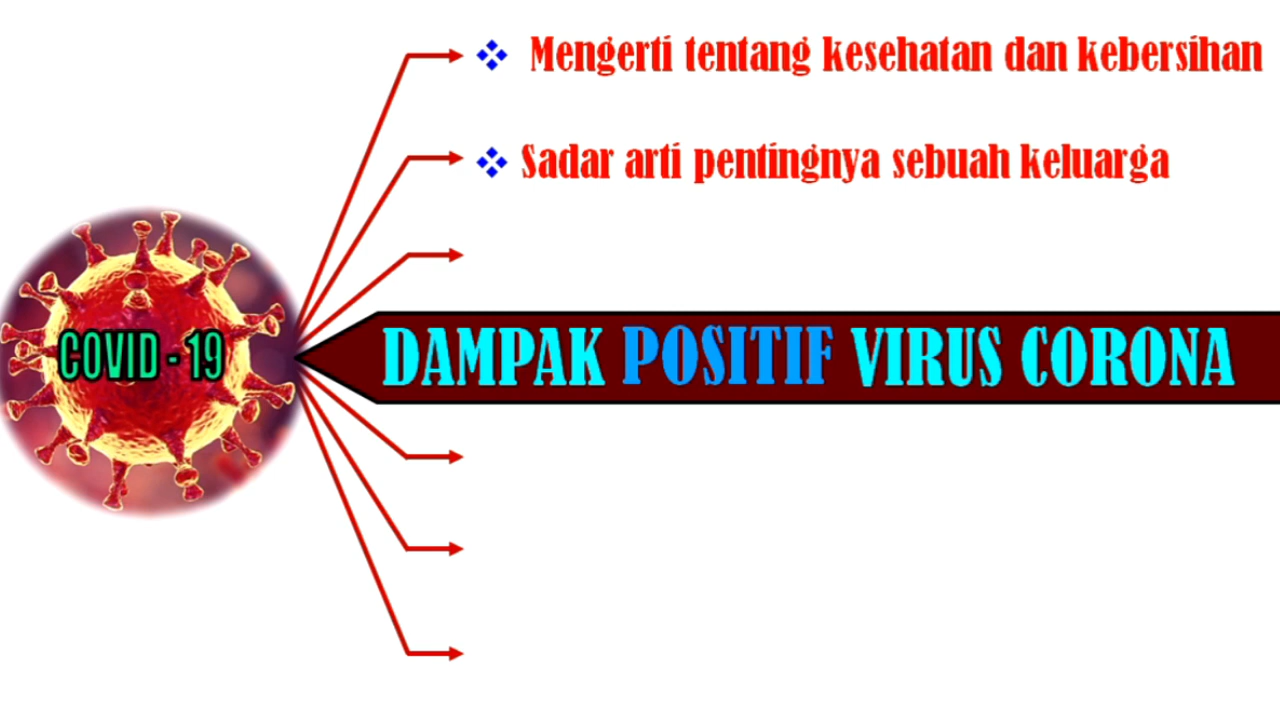 Mengerti tentang kesehatan dan kebersihan
Sadar arti pentingnya sebuah keluarga
COVID - 19
DAMPAK POSITIF VIRUS CORONA